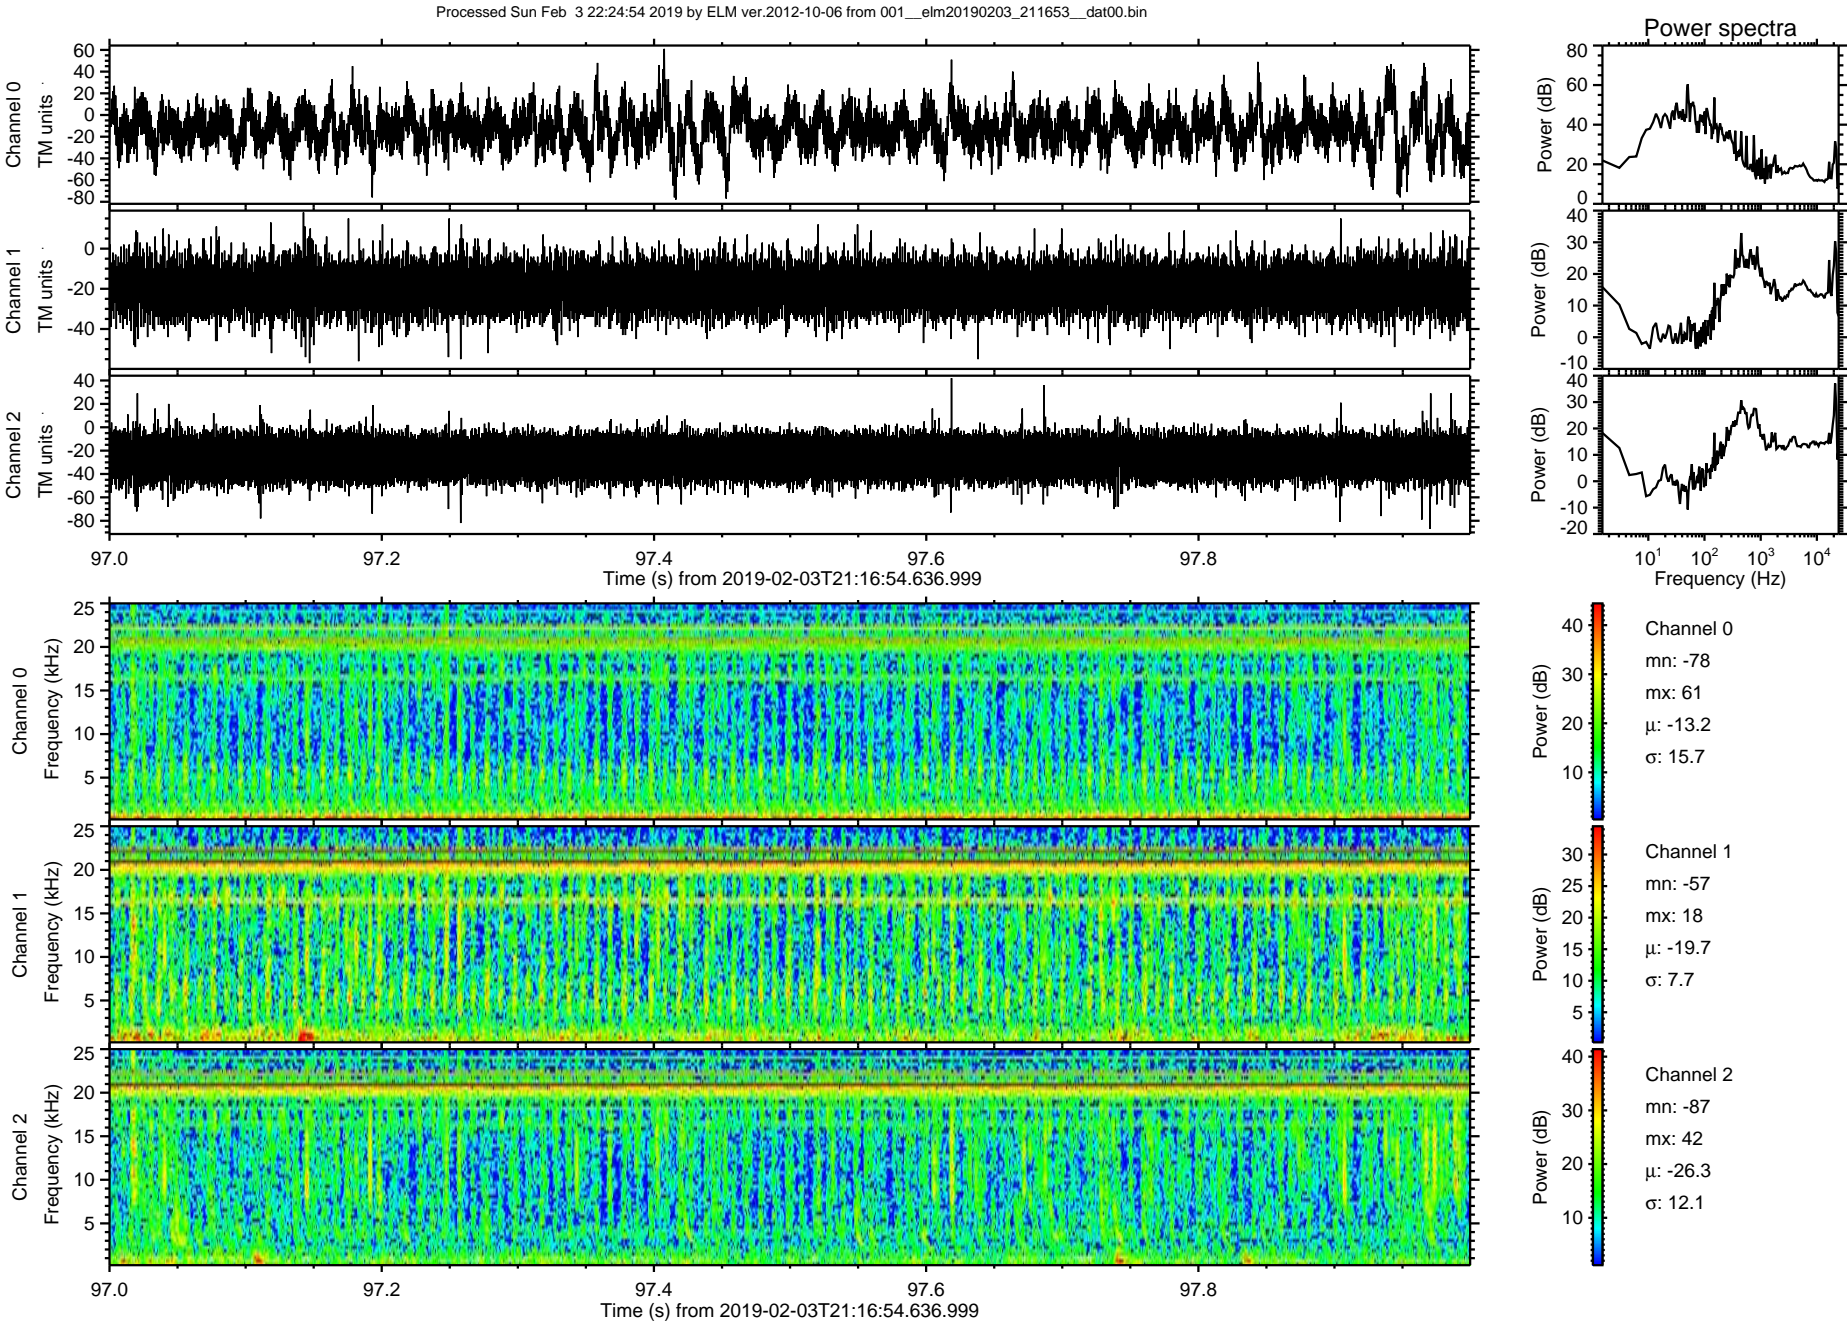 Processed Sun Feb  3 22:24:54 2019 by ELM ver.2012-10-06 from 001__elm20190203_211653__dat00.bin
Power spectra
Channel 0
TM units
60
40
20
0
-20
-40
-60
-80
Power (dB)
80
60
40
20
0
Channel 1
TM units
0
-20
-40
Power (dB)
40
30
20
10
0
-10
Channel 2
TM units
40
20
0
-20
-40
-60
-80
Power (dB)
40
30
20
10
0
-10
-20
97.0 97.2 97.4 97.6 97.8
Time (s) from 2019-02-03T21:16:54.636.999
10¹ 10² 10³ 10⁴
Frequency (Hz)
Channel 0
Frequency (kHz)
25
20
15
10
5
Power (dB)
40
30
20
10
Channel 0
mn: -78
mx: 61
μ: -13.2
σ: 15.7
Channel 1
Frequency (kHz)
25
20
15
10
5
Power (dB)
30
25
20
15
10
5
Channel 1
mn: -57
mx: 18
μ: -19.7
σ: 7.7
Channel 2
Frequency (kHz)
25
20
15
10
5
Power (dB)
40
30
20
10
Channel 2
mn: -87
mx: 42
μ: -26.3
σ: 12.1
97.0 97.2 97.4 97.6 97.8
Time (s) from 2019-02-03T21:16:54.636.999